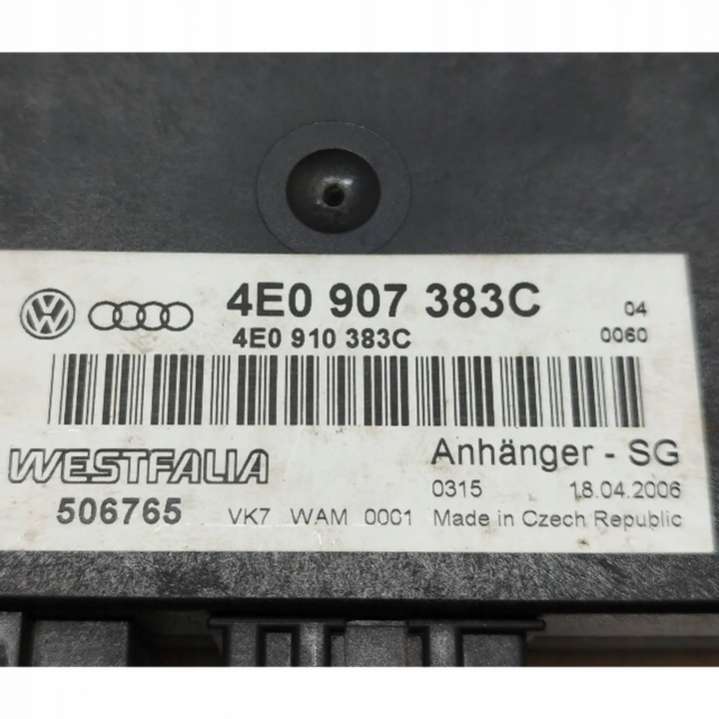 4E0 907 383C 04
4E0 910 383C 0060
WESTFALIA Anhänger - SG
0315 18.04.2006
506765 VK7 WAM 0001 Made in Czech Republic